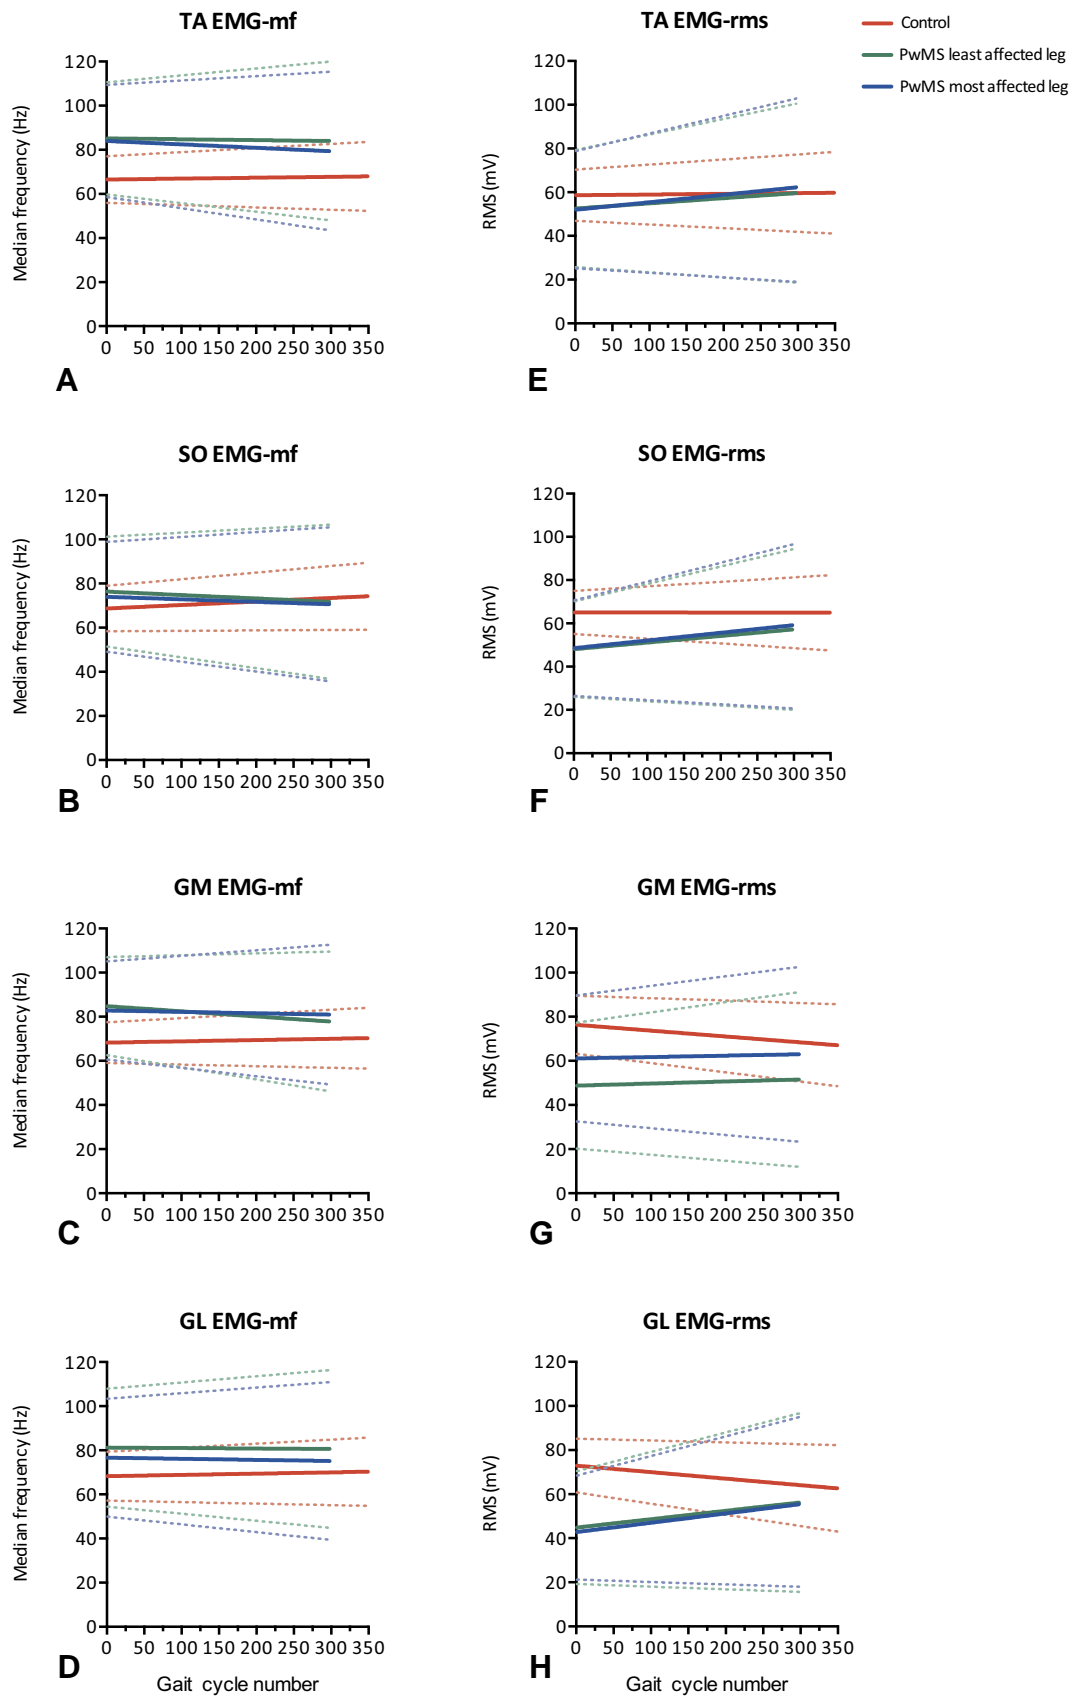 TA EMG-mf
Median frequency (Hz)
120
100
80
60
40
20
0
0 50 100 150 200 250 300 350
A
TA EMG-rms
RMS (mV)
120
100
80
60
40
20
0
0 50 100 150 200 250 300 350
E
Control
PwMS least affected leg
PwMS most affected leg
SO EMG-mf
Median frequency (Hz)
120
100
80
60
40
20
0
0 50 100 150 200 250 300 350
B
SO EMG-rms
RMS (mV)
120
100
80
60
40
20
0
0 50 100 150 200 250 300 350
F
GM EMG-mf
Median frequency (Hz)
120
100
80
60
40
20
0
0 50 100 150 200 250 300 350
C
GM EMG-rms
RMS (mV)
120
100
80
60
40
20
0
0 50 100 150 200 250 300 350
G
GL EMG-mf
Median frequency (Hz)
120
100
80
60
40
20
0
0 50 100 150 200 250 300 350
D
Gait cycle number
GL EMG-rms
RMS (mV)
120
100
80
60
40
20
0
0 50 100 150 200 250 300 350
H
Gait cycle number